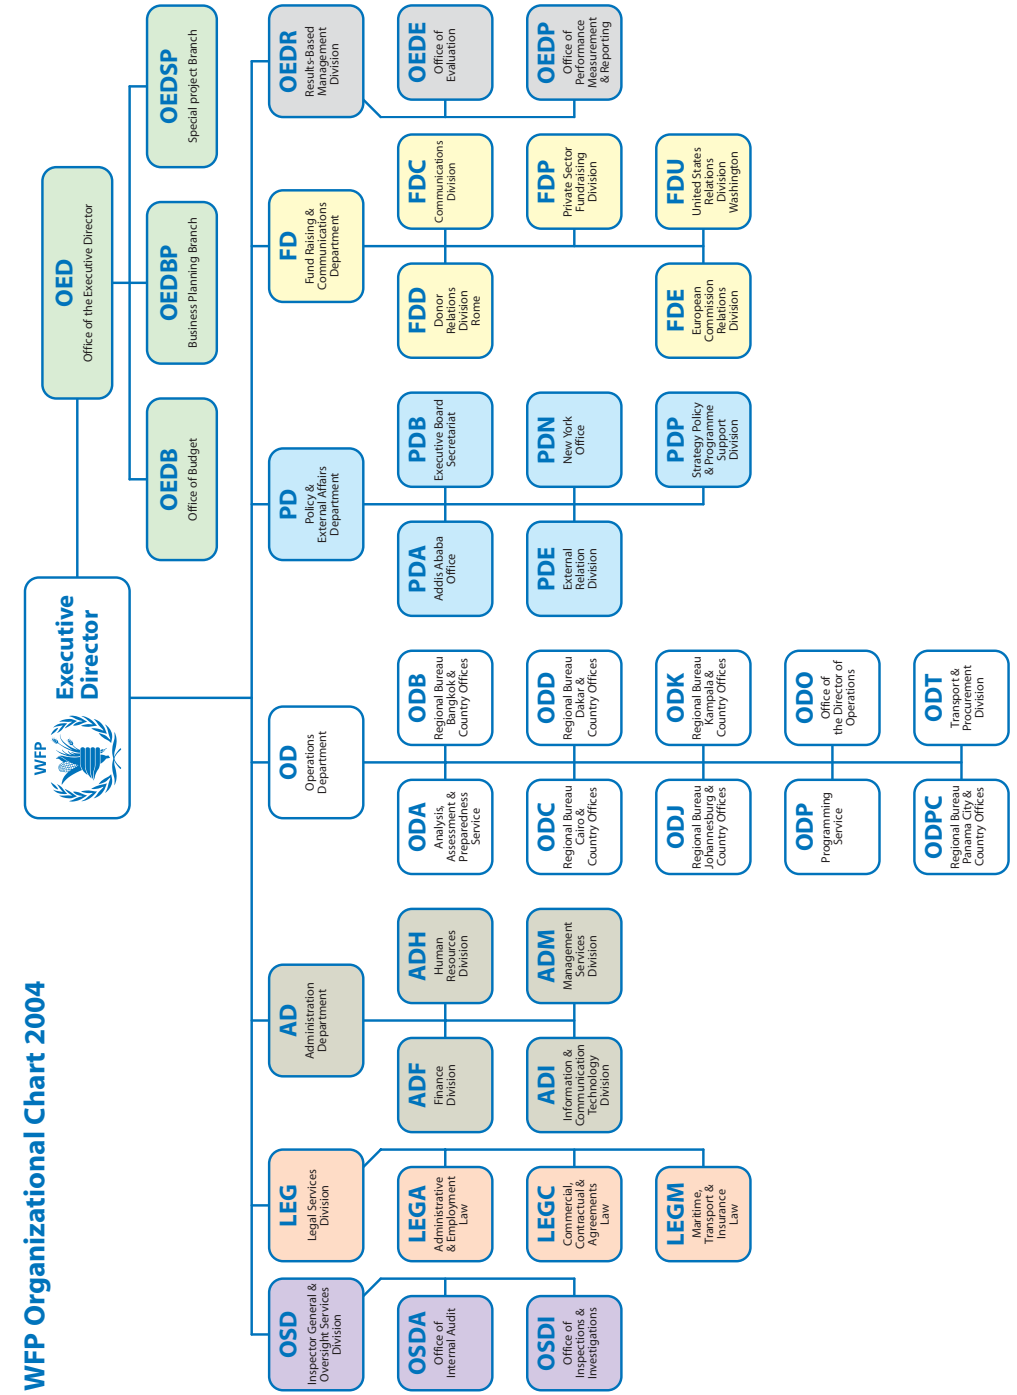 WFP Organizational Chart 2004
WFP
Executive
Director
OED
Office of the Executive Director
OEDB
Office of Budget
OEDBP
Business Planning Branch
OEDSP
Special project Branch
OSD
Inspector General &
Oversight Services
Division
OSDA
Office of
Internal Audit
OSDI
Office of
Inspections &
Investigations
LEG
Legal Services
Division
LEGA
Administrative
& Employment
Law
LEGC
Commercial,
Contractual &
Agreements
Law
LEGM
Maritime,
Transport &
Insurance
Law
AD
Administration
Department
ADF
Finance
Division
ADH
Human
Resources
Division
ADI
Information &
Communication
Technology
Division
ADM
Management
Services
Division
OD
Operations
Department
ODA
Analysis,
Assessment &
Preparedness
Service
ODB
Regional Bureau
Bangkok &
Country Offices
ODC
Regional Bureau
Cairo &
Country Offices
ODD
Regional Bureau
Dakar &
Country Offices
ODJ
Regional Bureau
Johannesburg &
Country Offices
ODK
Regional Bureau
Kampala &
Country Offices
ODP
Programming
Service
ODO
Office of
the Director of
Operations
ODPC
Regional Bureau
Panama City &
Country Offices
ODT
Transport &
Procurement
Division
PD
Policy &
External Affairs
Department
PDA
Addis Ababa
Office
PDB
Executive Board
Secretariat
PDE
External
Relation
Division
PDN
New York
Office
PDP
Strategy Policy
& Programme
Support
Division
FD
Fund Raising &
Communications
Department
FDD
Donor
Relations
Division
Rome
FDC
Communications
Division
FDP
Private Sector
Fundraising
Division
FDE
European
Commission
Relations
Division
FDU
United States
Relations
Division
Washington
OEDR
Results-Based
Management
Division
OEDE
Office of
Evaluation
OEDP
Office of
Performance
Measurement
& Reporting